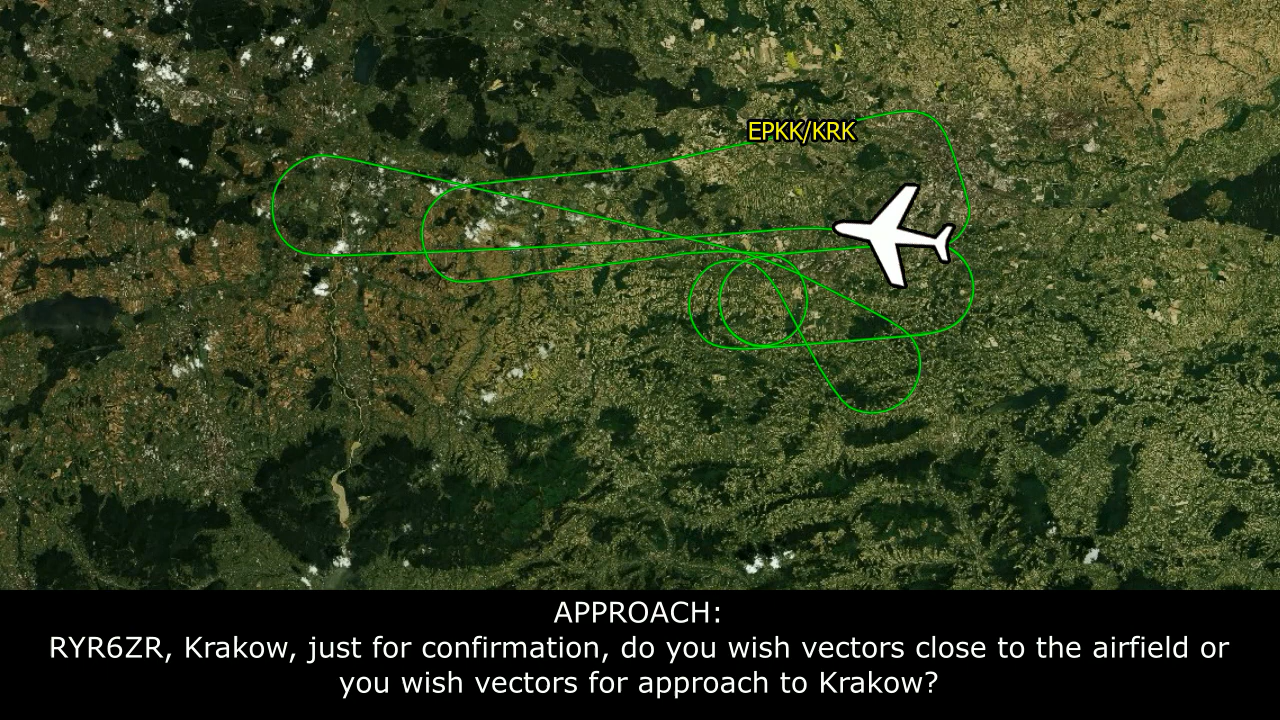 EPKK/KRK
APPROACH:
RYR6ZR, Krakow, just for confirmation, do you wish vectors close to the airfield or
you wish vectors for approach to Krakow?